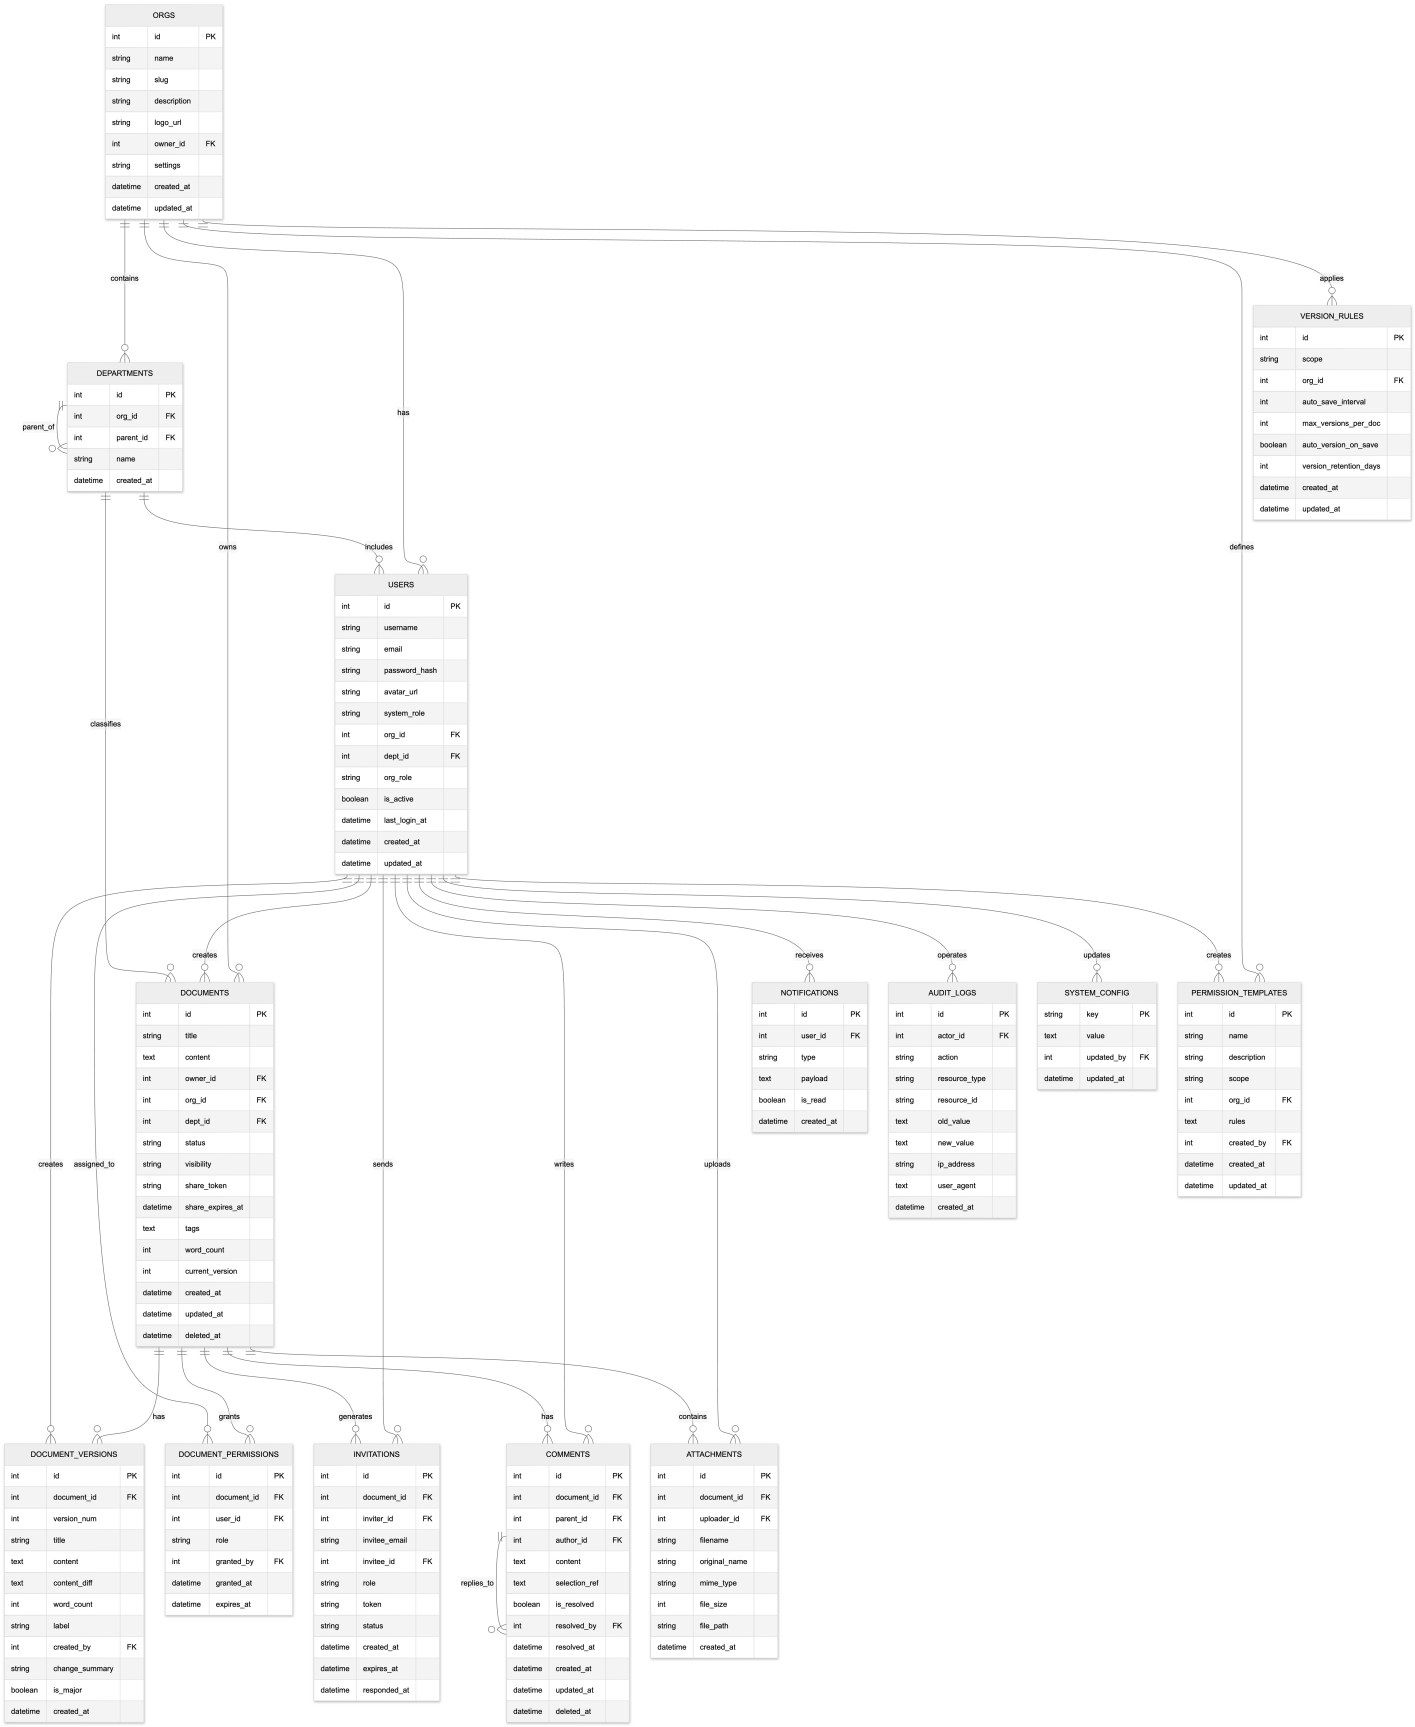 ORGS
int id PK
string name
string slug
string description
string logo_url
int owner_id FK
string settings
datetime created_at
datetime updated_at
contains
applies
VERSION_RULES
int id PK
string scope
int org_id FK
int auto_save_interval
int max_versions_per_doc
boolean auto_version_on_save
int version_retention_days
datetime created_at
datetime updated_at
DEPARTMENTS
int id PK
int org_id FK
int parent_id FK
string name
datetime created_at
parent_of
has
owns
includes
defines
USERS
int id PK
string username
string email
string password_hash
string avatar_url
string system_role
int org_id FK
int dept_id FK
string org_role
boolean is_active
datetime last_login_at
datetime created_at
datetime updated_at
classifies
creates
receives
operates
updates
creates
DOCUMENTS
int id PK
string title
text content
int owner_id FK
int org_id FK
int dept_id FK
string status
string visibility
string share_token
datetime share_expires_at
text tags
int word_count
int current_version
datetime created_at
datetime updated_at
datetime deleted_at
NOTIFICATIONS
int id PK
int user_id FK
string type
text payload
boolean is_read
datetime created_at
AUDIT_LOGS
int id PK
int actor_id FK
string action
string resource_type
string resource_id
text old_value
text new_value
string ip_address
text user_agent
datetime created_at
SYSTEM_CONFIG
string key PK
text value
int updated_by FK
datetime updated_at
PERMISSION_TEMPLATES
int id PK
string name
string description
string scope
int org_id FK
text rules
int created_by FK
datetime created_at
datetime updated_at
creates
assigned_to
sends
writes
uploads
has
grants
generates
has
contains
DOCUMENT_VERSIONS
int id PK
int document_id FK
int version_num
string title
text content
text content_diff
int word_count
string label
int created_by FK
string change_summary
boolean is_major
datetime created_at
DOCUMENT_PERMISSIONS
int id PK
int document_id FK
int user_id FK
string role
int granted_by FK
datetime granted_at
datetime expires_at
INVITATIONS
int id PK
int document_id FK
int inviter_id FK
string invitee_email
int invitee_id FK
string role
string token
string status
datetime created_at
datetime expires_at
datetime responded_at
COMMENTS
int id PK
int document_id FK
int parent_id FK
int author_id FK
text content
text selection_ref
boolean is_resolved
int resolved_by FK
datetime resolved_at
datetime created_at
datetime updated_at
datetime deleted_at
replies_to
ATTACHMENTS
int id PK
int document_id FK
int uploader_id FK
string filename
string original_name
string mime_type
int file_size
string file_path
datetime created_at